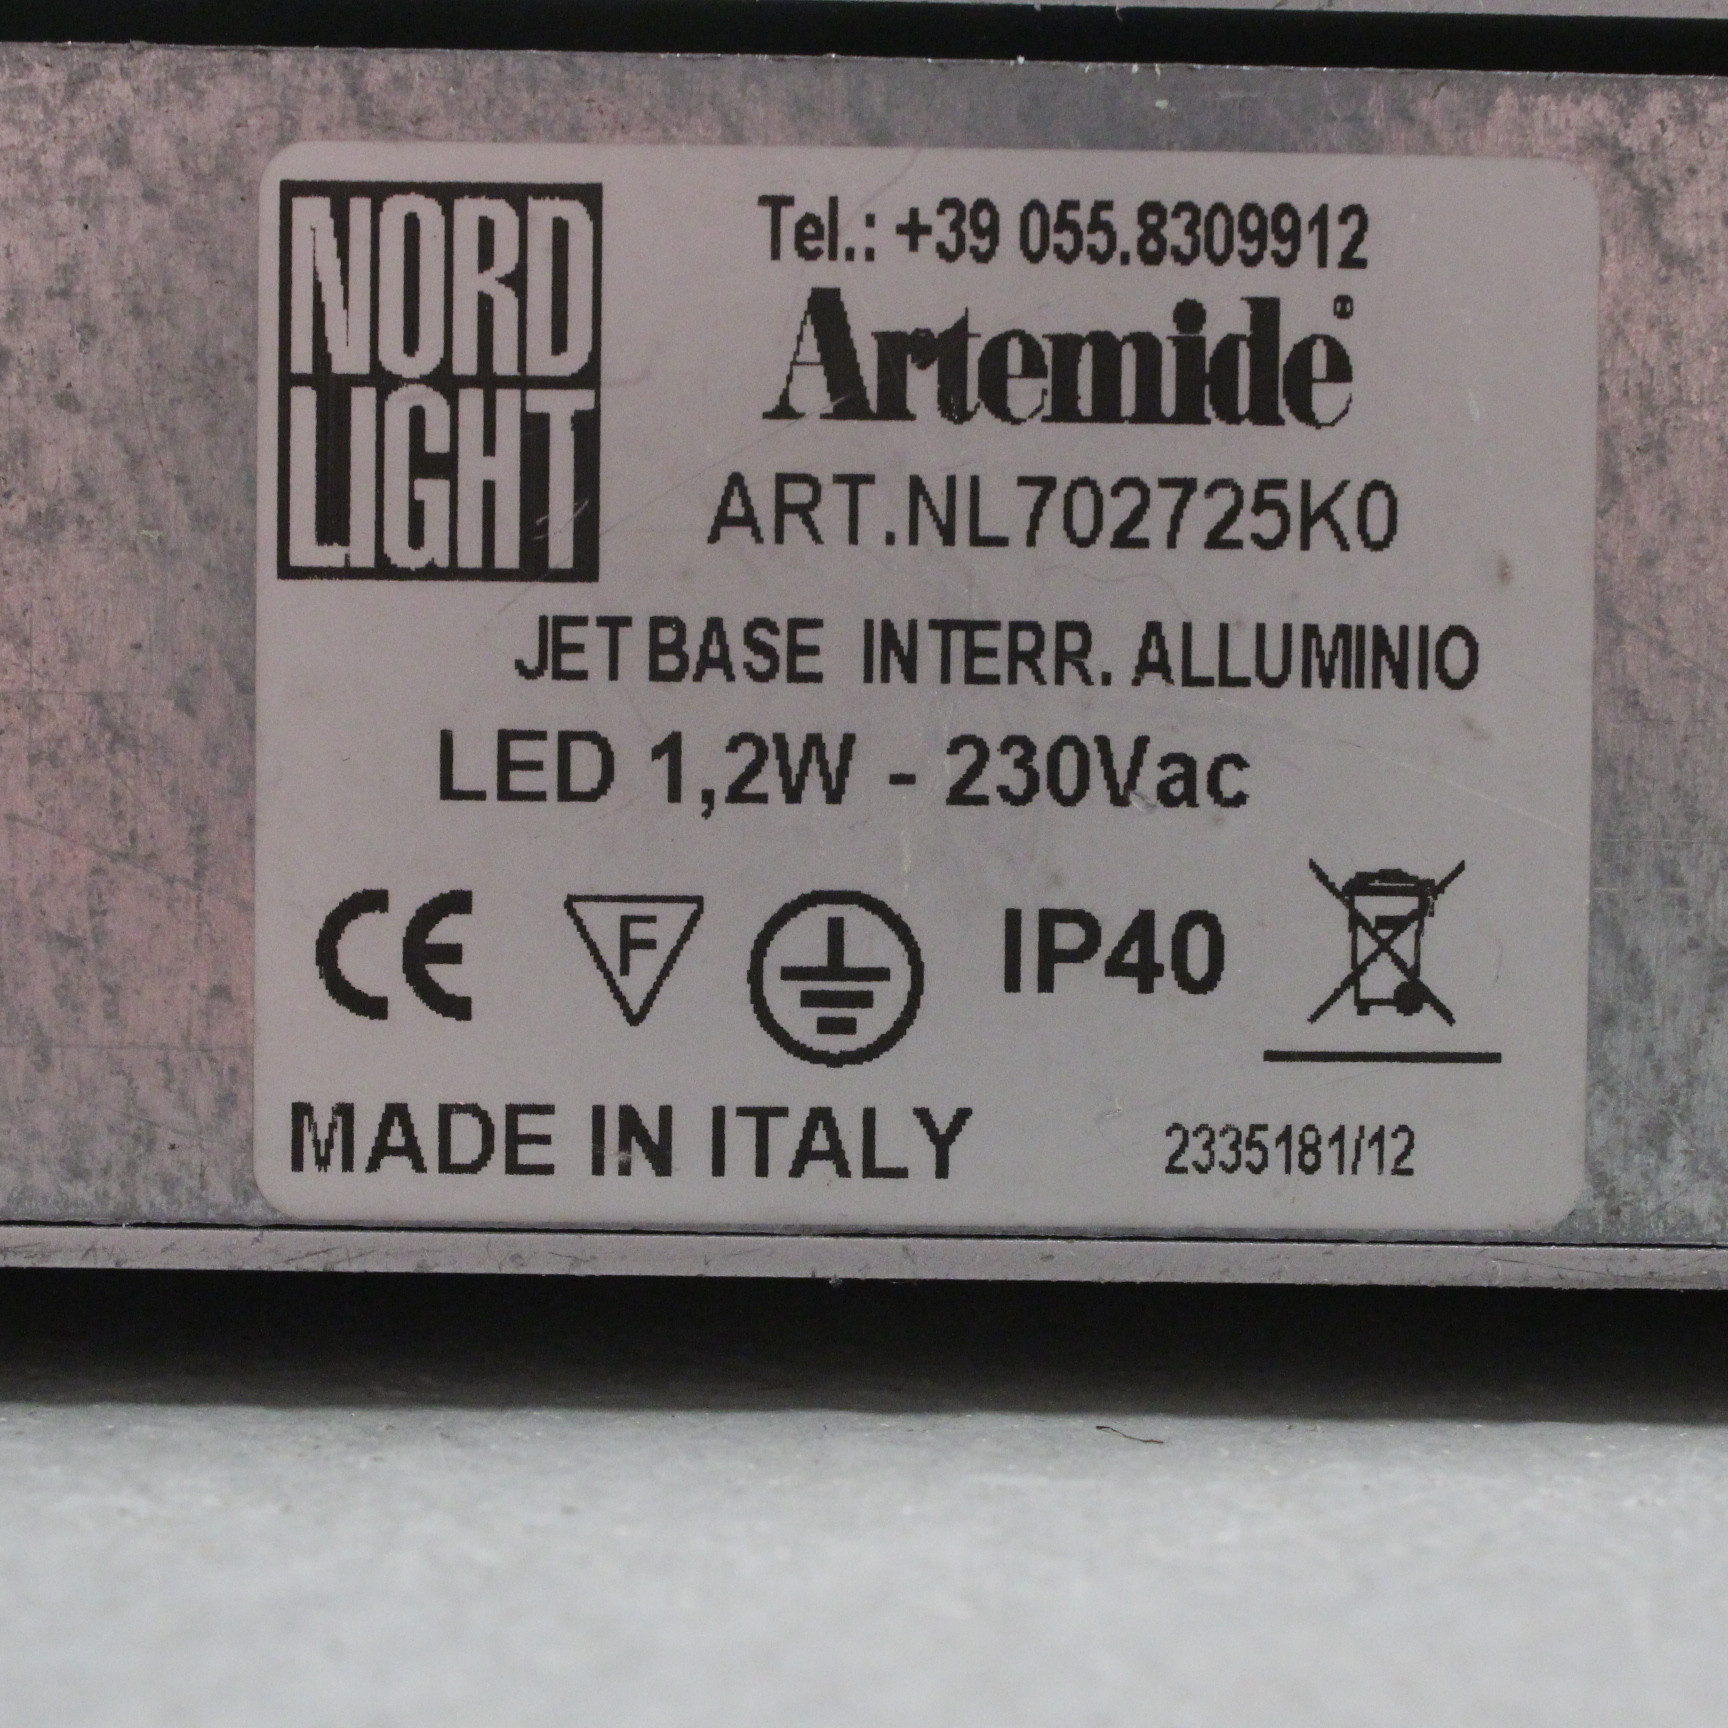 NORD
LIGHT
Tel.: +39 055.8309912
Artemide®
ART.NL702725K0
JET BASE INTERR. ALLUMINIO
LED 1,2W - 230Vac
CE F IP40
MADE IN ITALY 2335181/12